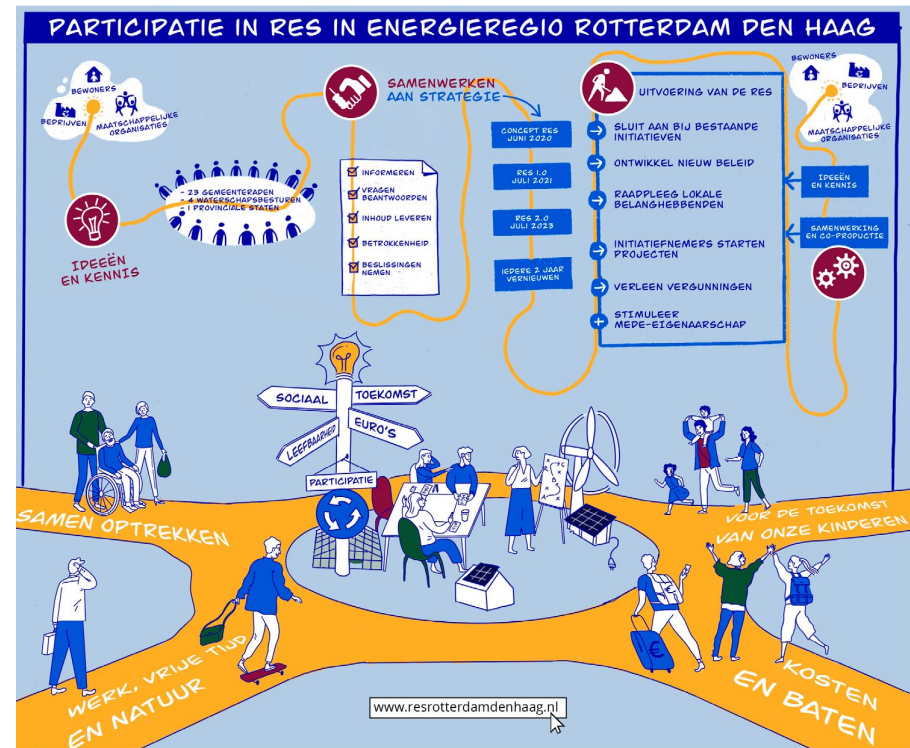 PARTICIPATIE IN RES IN ENERGIEREGIO ROTTERDAM DEN HAAG
BEWONERS
BEDRIJVEN
MAATSCHAPPELIJKE
ORGANISATIES
IDEEËN
EN KENNIS
- 23 GEMEENTERADEN
- 4 WATERSCHAPSBESTUREN
- 1 PROVINCIALE STATEN
SAMENWERKEN
AAN STRATEGIE
INFORMEREN
VRAGEN
BEANTWOORDEN
INHOUD LEVEREN
BETROKKENHEID
BESLISSINGEN
NEMEN
CONCEPT RES
JUNI 2020
RES 1.0
JULI 2021
RES 2.0
JULI 2023
IEDERE 2 JAAR
VERNIEUWEN
UITVOERING VAN DE RES
SLUIT AAN BIJ BESTAANDE
INITIATIEVEN
ONTWIKKEL NIEUW BELEID
RAADPLEEG LOKALE
BELANGHEBBENDEN
INITIATIEFNEMERS STARTEN
PROJECTEN
VERLEEN VERGUNNINGEN
STIMULEER
MEDE-EIGENAARSCHAP
BEWONERS
BEDRIJVEN
MAATSCHAPPELIJKE
ORGANISATIES
IDEEËN
EN KENNIS
SAMENWERKING
EN CO-PRODUCTIE
SOCIAAL
TOEKOMST
LEEFBAARHEID
EURO'S
PARTICIPATIE
SAMEN OPTREKKEN
VOOR DE TOEKOMST
VAN ONZE KINDEREN
WERK, VRIJE TIJD
EN NATUUR
€
KOSTEN
EN BATEN
www.resrotterdamdenhaag.nl